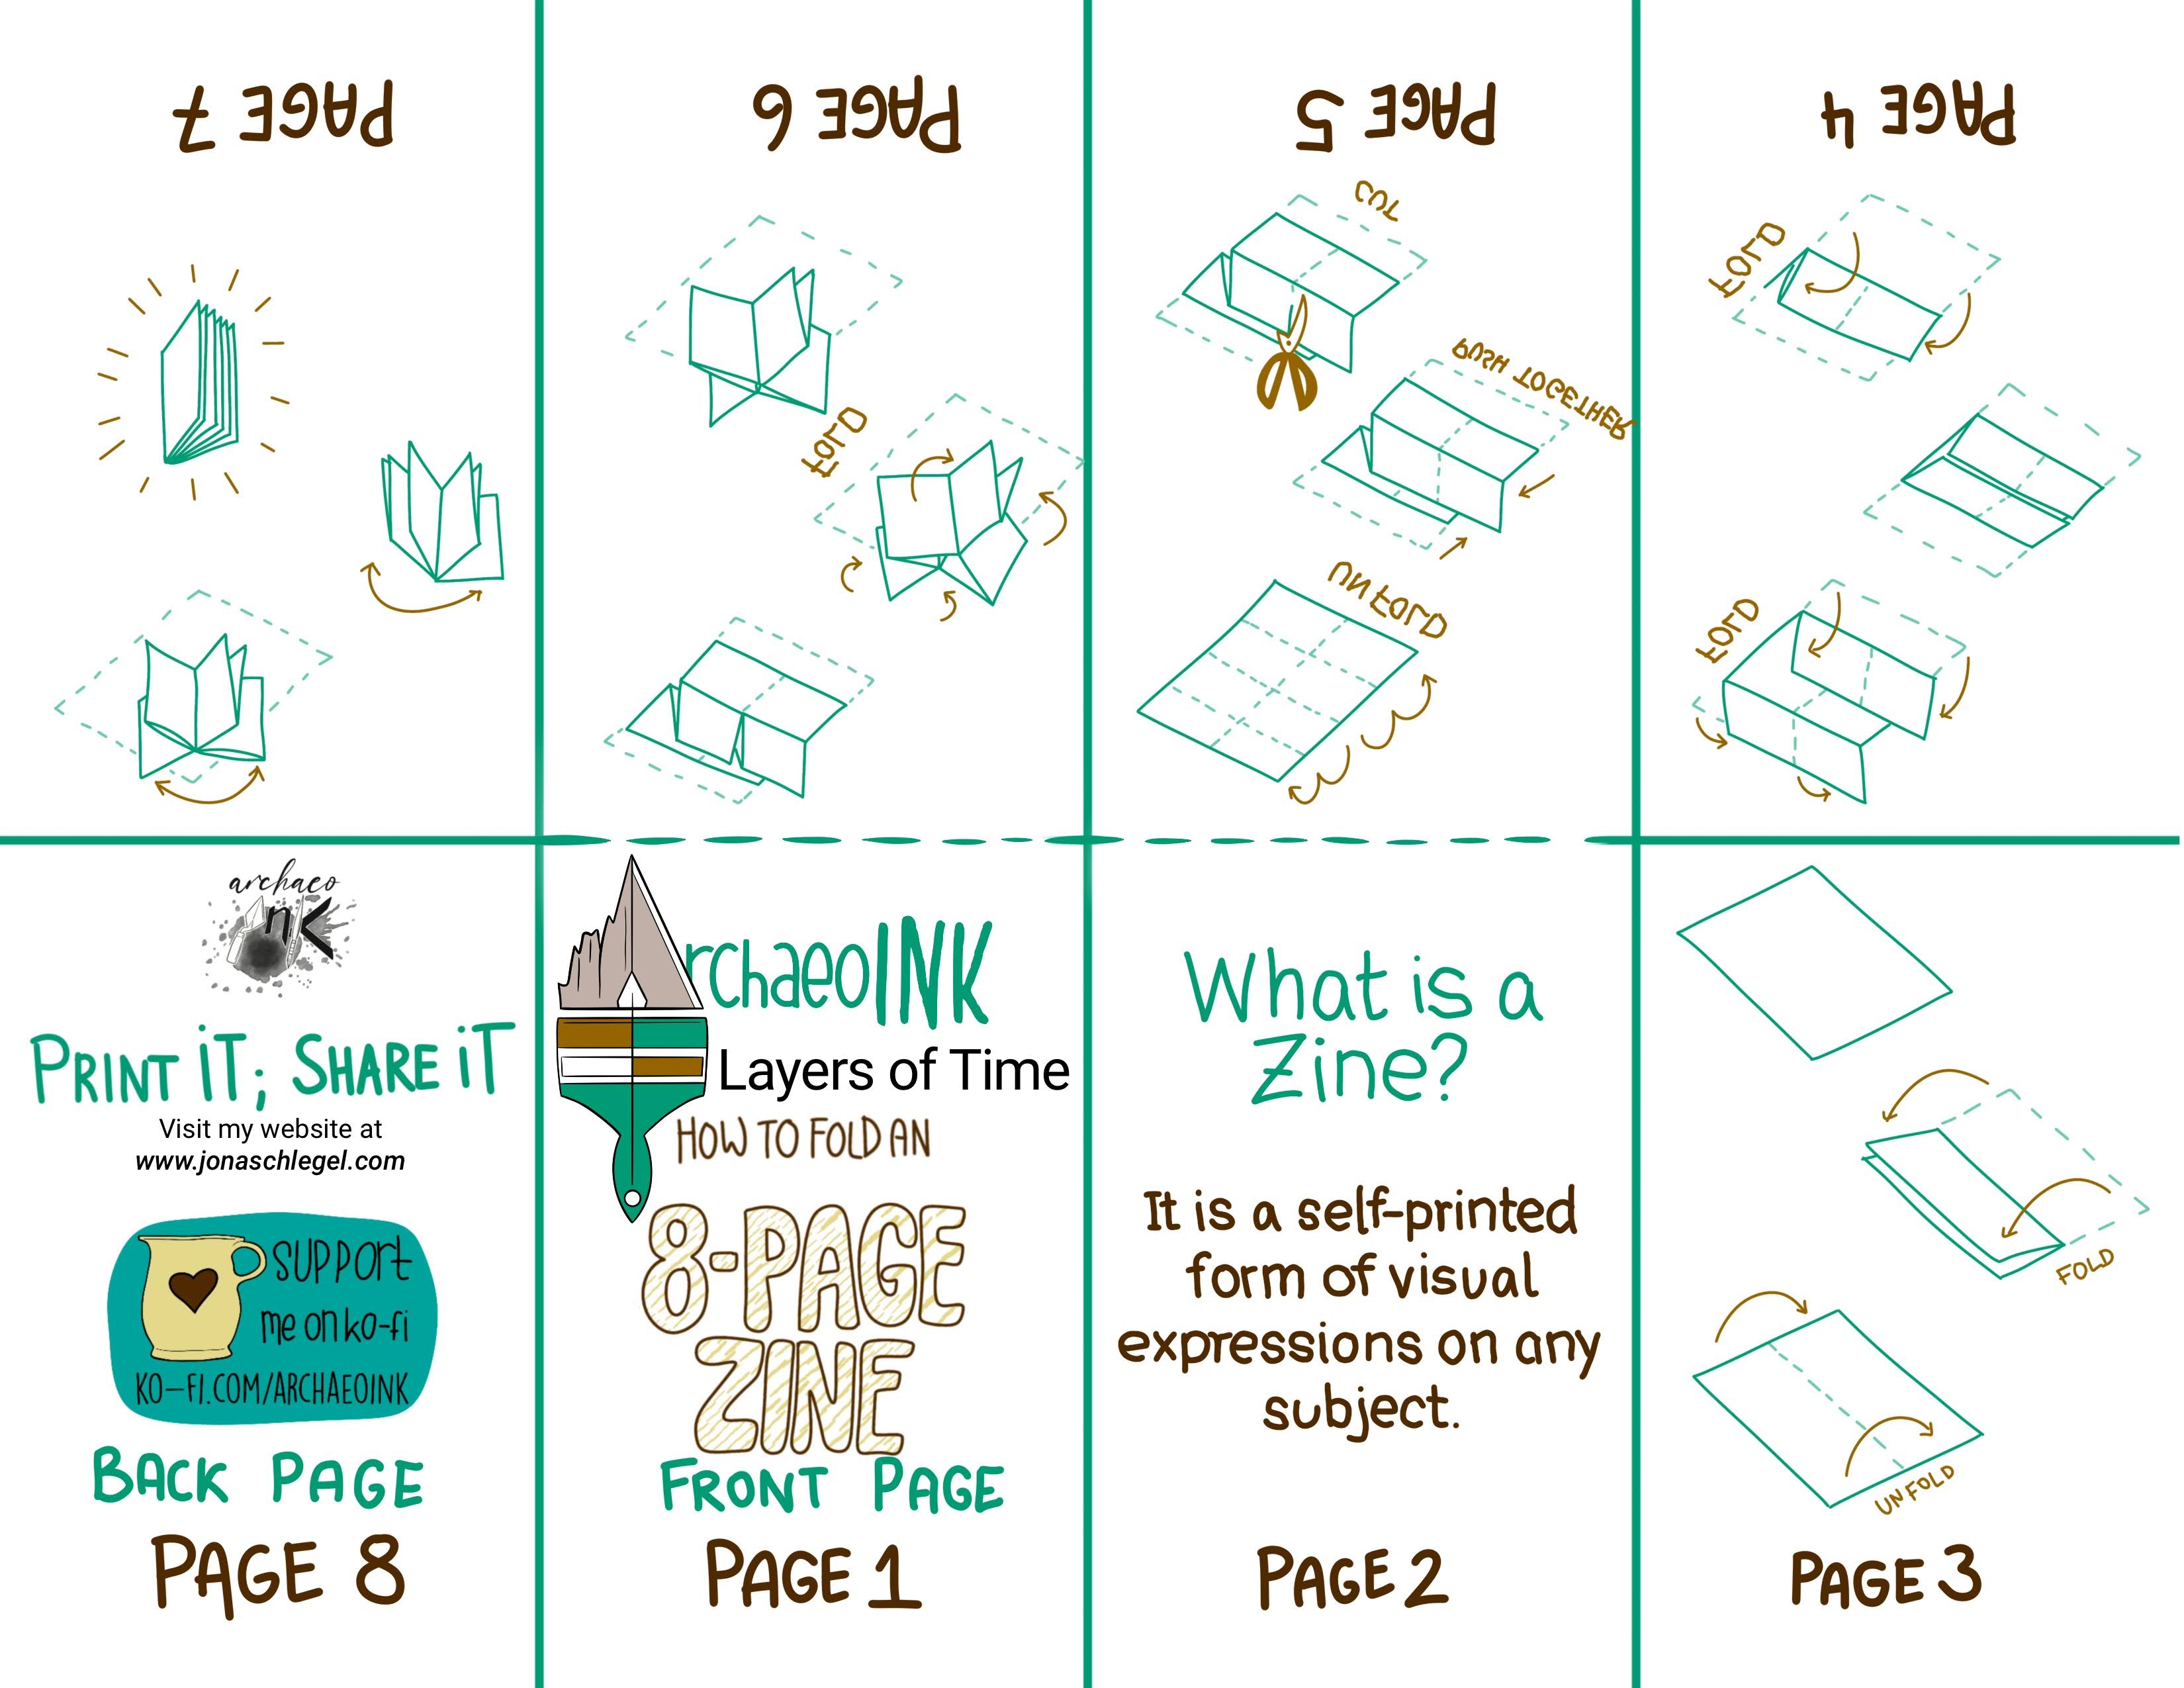 PAGE 7
PAGE 6
FOLD
PAGE 5
CUT
PUSH TOGETHER
UNFOLD
PAGE 4
FOLD
FOLD
archaeo
inK
PRINT IT; SHARE iT
Visit my website at
www.jonaschlegel.com
support
me on ko-fi
KO-FI.COM/ARCHAEOINK
BACK PAGE
PAGE 8
ArchaeoINK
Layers of Time
HOW TO FOLD AN
8-PAGE
ZINE
FRONT PAGE
PAGE 1
What is a
Zine?
It is a self-printed
form of visual
expressions on any
subject.
PAGE 2
FOLD
UNFOLD
PAGE 3